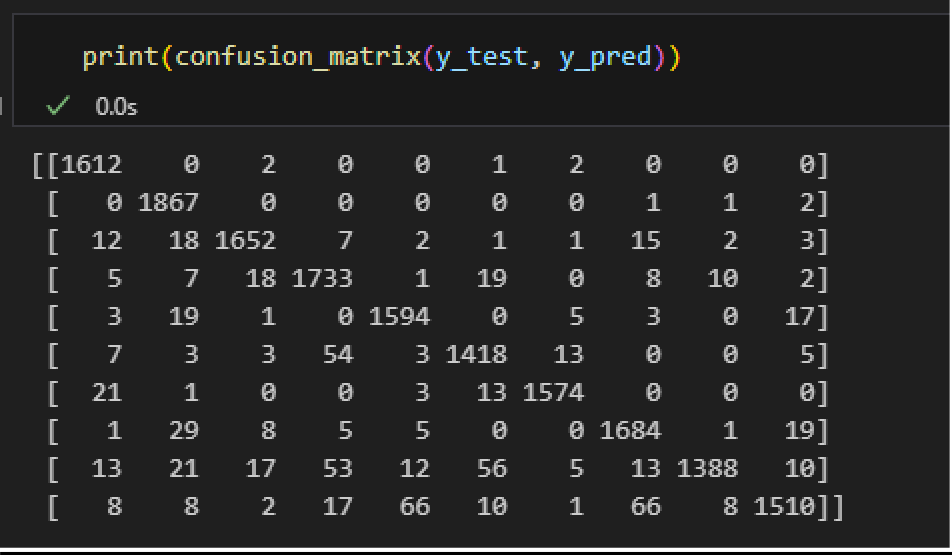 print(confusion_matrix(y_test, y_pred))
0.0s
[[1612    0    2    0    0    1    2    0    0    0]
 [   0 1867    0    0    0    0    0    1    1    2]
 [  12   18 1652    7    2    1    1   15    2    3]
 [   5    7   18 1733    1   19    0    8   10    2]
 [   3   19    1    0 1594    0    5    3    0   17]
 [   7    3    3   54    3 1418   13    0    0    5]
 [  21    1    0    0    3   13 1574    0    0    0]
 [   1   29    8    5    5    0    0 1684    1   19]
 [  13   21   17   53   12   56    5   13 1388   10]
 [   8    8    2   17   66   10    1   66    8 1510]]